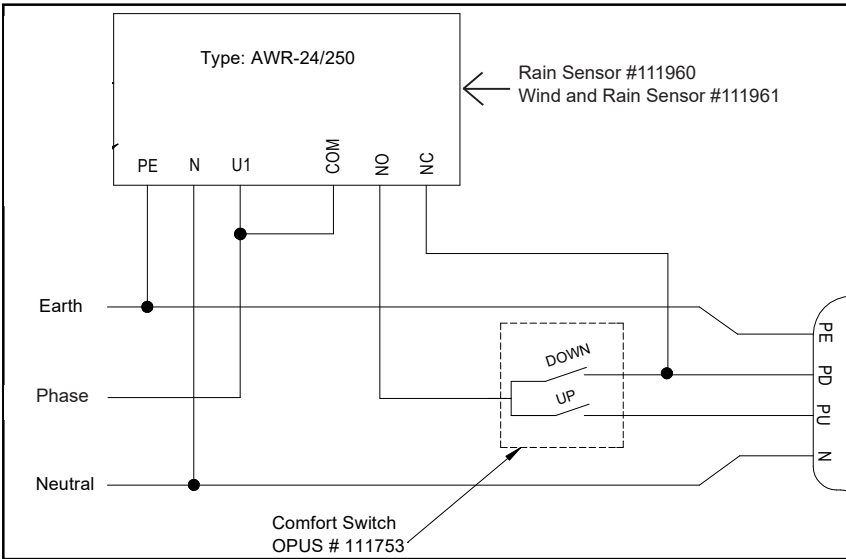 Type: AWR-24/250
Rain Sensor #111960
Wind and Rain Sensor #111961
PE
N
U1
COM
NO
NC
Earth
PE
DOWN
PD
Phase
UP
PU
N
Neutral
Comfort Switch
OPUS # 111753